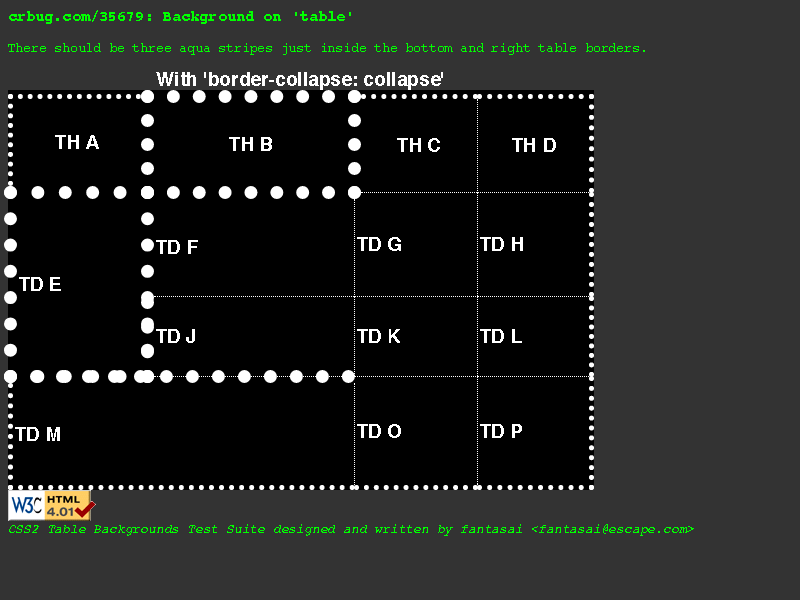 crbug.com/35679: Background on 'table'
There should be three aqua stripes just inside the bottom and right table borders.
With 'border-collapse: collapse'
TH A TH B TH C TH D
TD E TD F TD G TD H
TD J TD K TD L
TD M TD O TD P
W3C HTML 4.01
CSS2 Table Backgrounds Test Suite designed and written by fantasai <fantasai@escape.com>